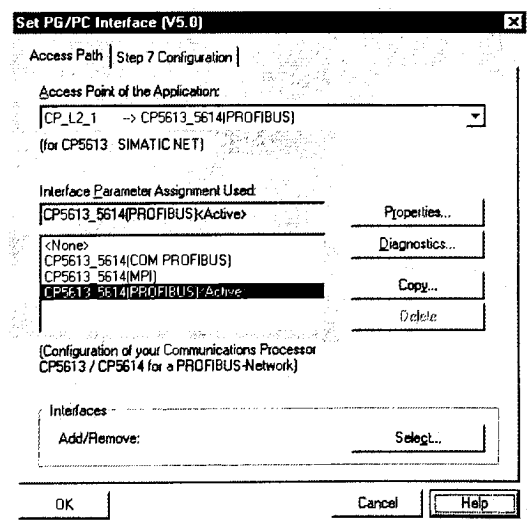 Set PG/PC Interface (V5.0)
Access Path Step 7 Configuration
Access Point of the Application:
CP_L2_1 -> CP5613_5614(PROFIBUS)
(for CP5613 SIMATIC NET)
Interface Parameter Assignment Used:
CP5613_5614(PROFIBUS)<Active> Properties...
<None> Diagnostics...
CP5613_5614(COM PROFIBUS)
CP5613_5614(MPI) Copy...
CP5613_5614(PROFIBUS)<Active>
Delete
(Configuration of your Communications Processor
CP5613 / CP5614 for a PROFIBUS-Network)
Interfaces
Add/Remove: Select...
OK Cancel Help